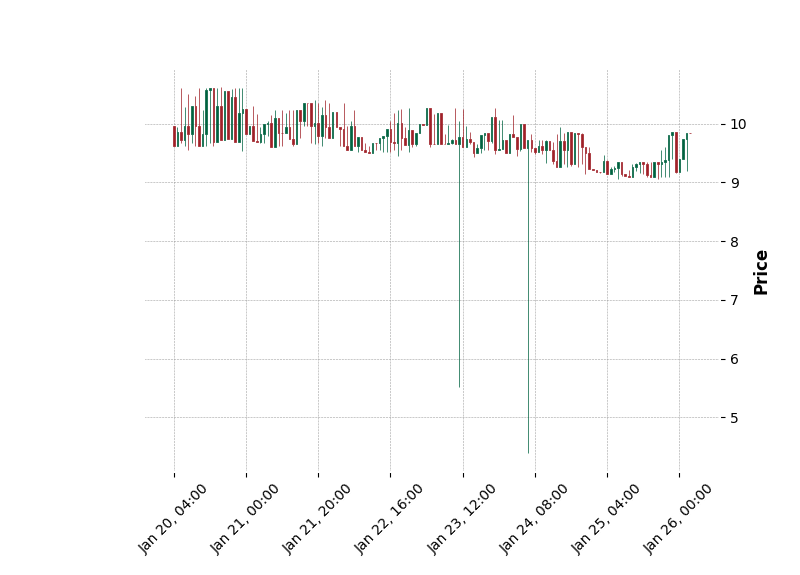 10
9
8
7
6
5
Price
Jan 20, 04:00
Jan 21, 00:00
Jan 21, 20:00
Jan 22, 16:00
Jan 23, 12:00
Jan 24, 08:00
Jan 25, 04:00
Jan 26, 00:00